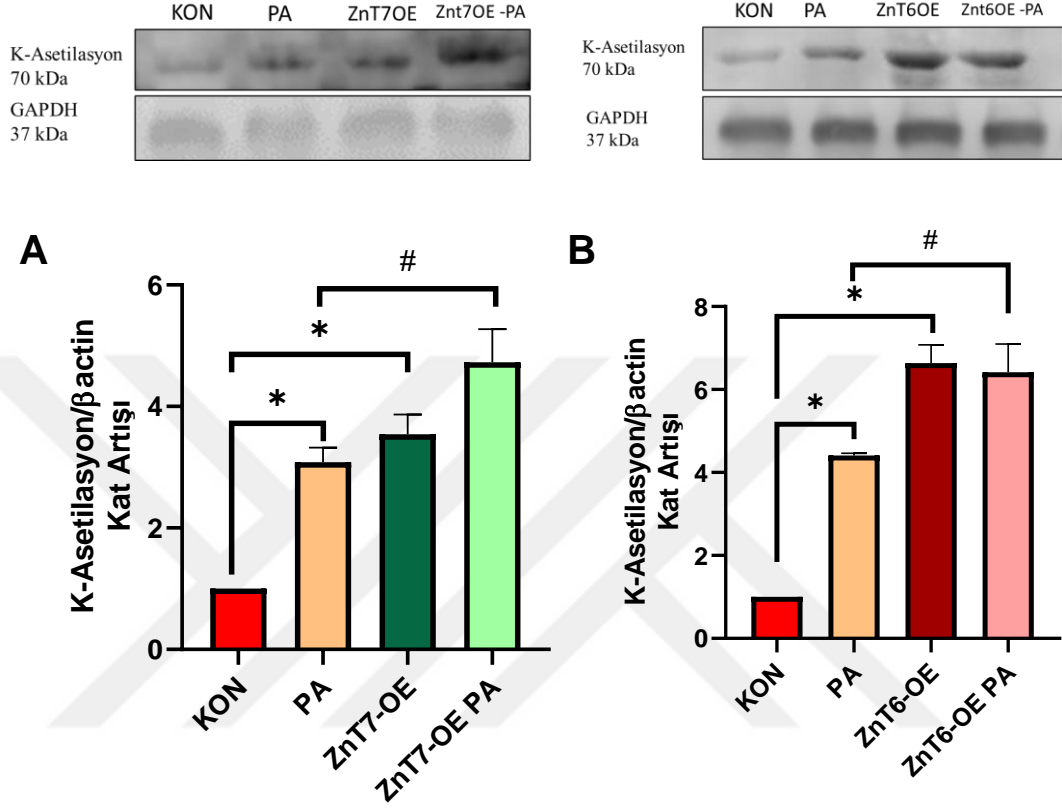 KON PA ZnT7OE Znt7OE -PA
K-Asetilasyon
70 kDa
GAPDH
37 kDa
KON PA ZnT6OE Znt6OE -PA
K-Asetilasyon
70 kDa
GAPDH
37 kDa
A
#
*
*
K-Asetilasyon/βactin
Kat Artışı
6
4
2
0
KON
PA
ZnT7-OE
ZnT7-OE PA
B
#
*
*
K-Asetilasyon/βactin
Kat Artışı
8
6
4
2
0
KON
PA
ZnT6-OE
ZnT6-OE PA